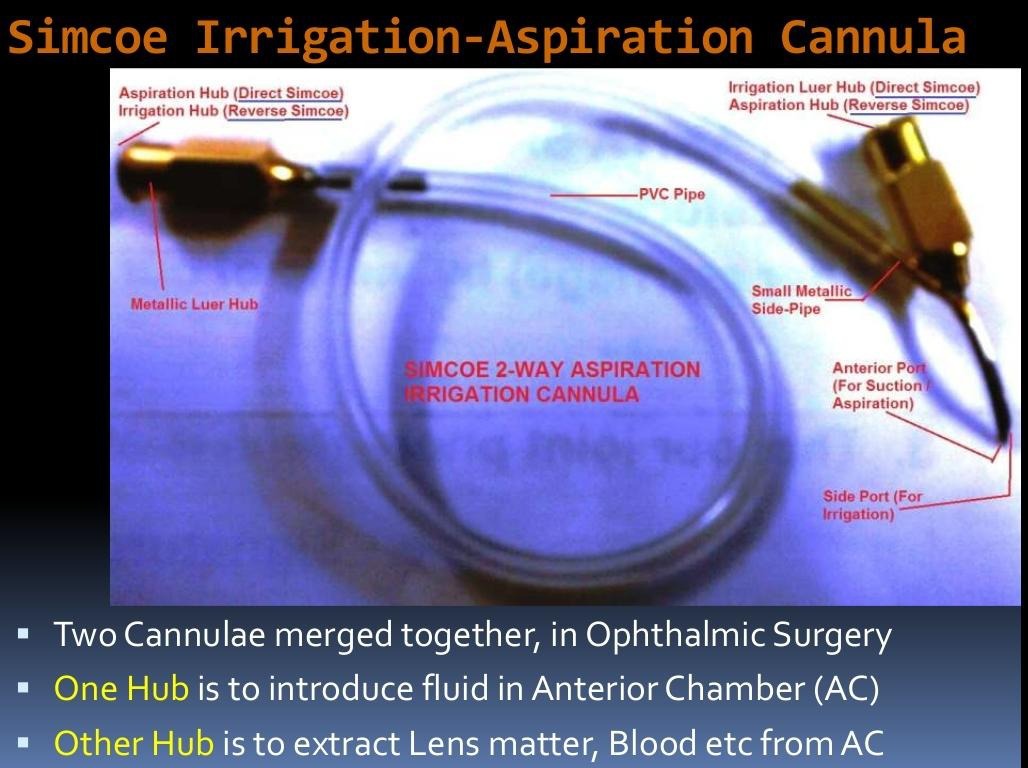 Simcoe Irrigation-Aspiration Cannula
Aspiration Hub (Direct Simcoe)
Irrigation Hub (Reverse Simcoe)
Irrigation Luer Hub (Direct Simcoe)
Aspiration Hub (Reverse Simcoe)
PVC Pipe
Metallic Luer Hub
Small Metallic
Side-Pipe
SIMCOE 2-WAY ASPIRATION
IRRIGATION CANNULA
Anterior Port
(For Suction /
Aspiration)
Side Port (For
Irrigation)
▪ Two Cannulae merged together, in Ophthalmic Surgery
▪ One Hub is to introduce fluid in Anterior Chamber (AC)
▪ Other Hub is to extract Lens matter, Blood etc from AC